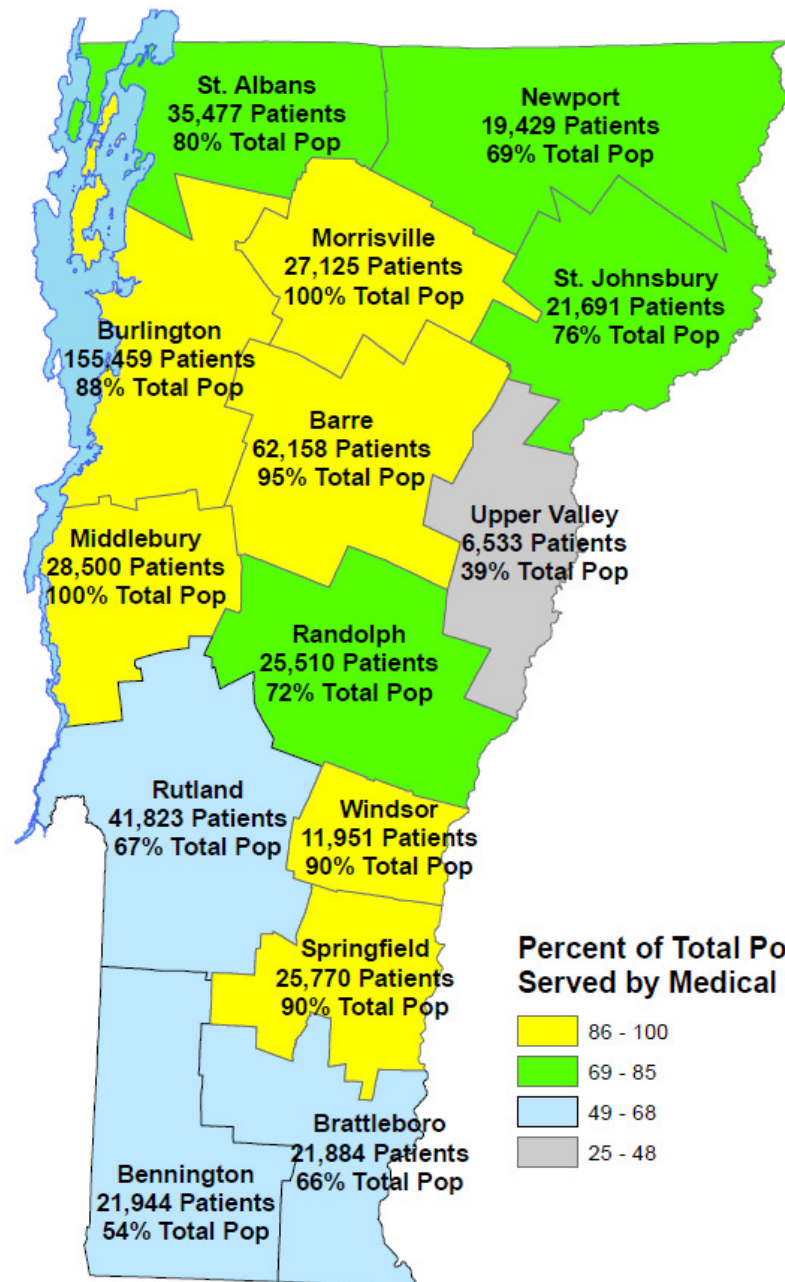 St. Albans
35,477 Patients
80% Total Pop
Newport
19,429 Patients
69% Total Pop
Morrisville
27,125 Patients
100% Total Pop
St. Johnsbury
21,691 Patients
76% Total Pop
Burlington
155,459 Patients
88% Total Pop
Barre
62,158 Patients
95% Total Pop
Upper Valley
6,533 Patients
39% Total Pop
Middlebury
28,500 Patients
100% Total Pop
Randolph
25,510 Patients
72% Total Pop
Rutland
41,823 Patients
67% Total Pop
Windsor
11,951 Patients
90% Total Pop
Springfield
25,770 Patients
90% Total Pop
Brattleboro
21,884 Patients
66% Total Pop
Bennington
21,944 Patients
54% Total Pop
Percent of Total Po
Served by Medical
86 - 100
69 - 85
49 - 68
25 - 48